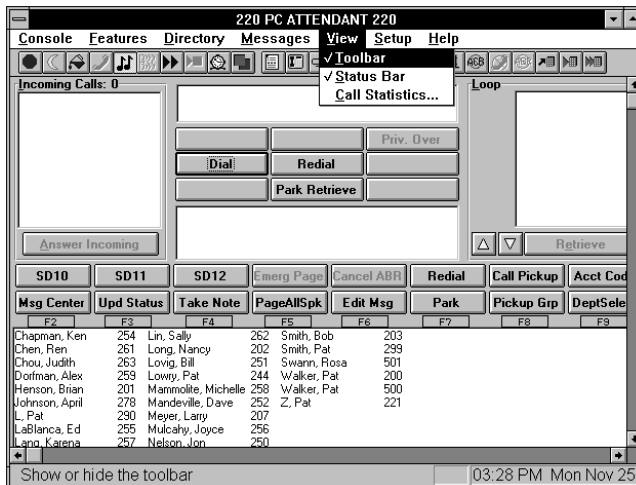 220 PC ATTENDANT 220
Console Features Directory Messages View Setup Help
√Toolbar
√Status Bar
Call Statistics...
Incoming Calls: 0
Loop
Priv. Over
Dial Redial
Park Retrieve
Answer Incoming
Retrieve
SD10 SD11 SD12 Emerg Page Cancel ABR Redial Call Pickup Acct Cod
Msg Center Upd Status Take Note PageAllSpk Edit Msg Park Pickup Grp DeptSele
F2 F3 F4 F5 F6 F7 F8 F9
Chapman, Ken 254 Lin, Sally 262 Smith, Bob 203
Chen, Ren 261 Long, Nancy 202 Smith, Pat 299
Chou, Judith 263 Lovig, Bill 251 Swann, Rosa 501
Dorfman, Alex 259 Lowry, Pat 244 Walker, Pat 200
Henson, Brian 201 Mammolite, Michelle 258 Walker, Pat 500
Johnson, April 278 Mandeville, Dave 252 Z, Pat 221
L, Pat 290 Meyer, Larry 207
LaBlanca, Ed 255 Mulcahy, Joyce 256
Lang, Karena 257 Nelson, Jon 250
Show or hide the toolbar 03:28 PM Mon Nov 25